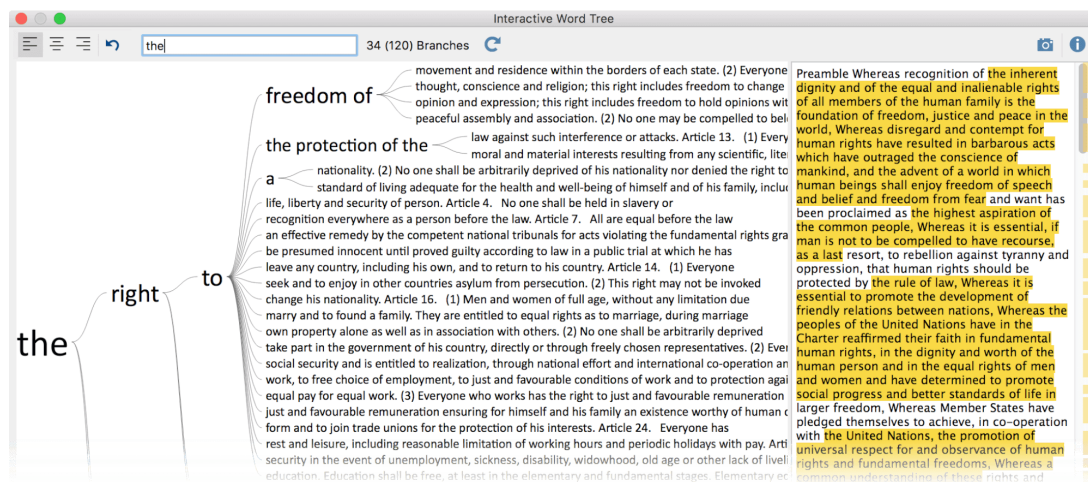 Interactive Word Tree
the
34 (120) Branches
the
right
to
freedom of
movement and residence within the borders of each state. (2) Everyone
thought, conscience and religion; this right includes freedom to change
opinion and expression; this right includes freedom to hold opinions wit
peaceful assembly and association. (2) No one may be compelled to bel
the protection of the
law against such interference or attacks. Article 13. (1) Every
moral and material interests resulting from any scientific, lite
a
nationality. (2) No one shall be arbitrarily deprived of his nationality nor denied the right to
standard of living adequate for the health and well-being of himself and of his family, inclu
life, liberty and security of person. Article 4. No one shall be held in slavery or
recognition everywhere as a person before the law. Article 7. All are equal before the law
an effective remedy by the competent national tribunals for acts violating the fundamental rights gra
be presumed innocent until proved guilty according to law in a public trial at which he has
leave any country, including his own, and to return to his country. Article 14. (1) Everyone
seek and to enjoy in other countries asylum from persecution. (2) This right may not be invoked
change his nationality. Article 16. (1) Men and women of full age, without any limitation due
marry and to found a family. They are entitled to equal rights as to marriage, during marriage
own property alone as well as in association with others. (2) No one shall be arbitrarily deprived
take part in the government of his country, directly or through freely chosen representatives. (2) Ever
social security and is entitled to realization, through national effort and international co-operation an
work, to free choice of employment, to just and favourable conditions of work and to protection agai
equal pay for equal work. (3) Everyone who works has the right to just and favourable remuneration
just and favourable remuneration ensuring for himself and his family an existence worthy of human d
form and to join trade unions for the protection of his interests. Article 24. Everyone has
rest and leisure, including reasonable limitation of working hours and periodic holidays with pay. Arti
security in the event of unemployment, sickness, disability, widowhood, old age or other lack of liveli
education. Education shall be free, at least in the elementary and fundamental stages. Elementary ed
Preamble Whereas recognition of the inherent
dignity and of the equal and inalienable rights
of all members of the human family is the
foundation of freedom, justice and peace in the
world, Whereas disregard and contempt for
human rights have resulted in barbarous acts
which have outraged the conscience of
mankind, and the advent of a world in which
human beings shall enjoy freedom of speech
and belief and freedom from fear and want has
been proclaimed as the highest aspiration of
the common people, Whereas it is essential, if
man is not to be compelled to have recourse,
as a last resort, to rebellion against tyranny and
oppression, that human rights should be
protected by the rule of law, Whereas it is
essential to promote the development of
friendly relations between nations, Whereas the
peoples of the United Nations have in the
Charter reaffirmed their faith in fundamental
human rights, in the dignity and worth of the
human person and in the equal rights of men
and women and have determined to promote
social progress and better standards of life in
larger freedom, Whereas Member States have
pledged themselves to achieve, in co-operation
with the United Nations, the promotion of
universal respect for and observance of human
rights and fundamental freedoms, Whereas a
common understanding of these rights and